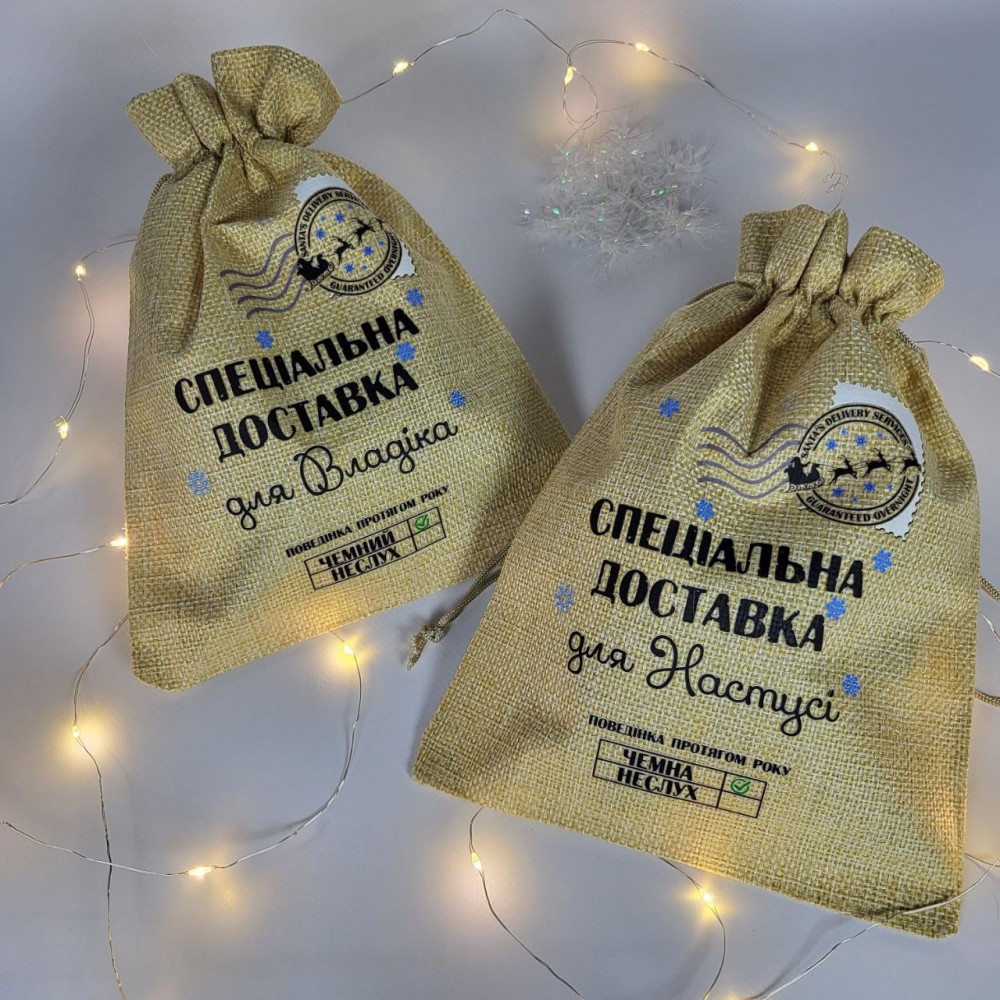 SANTA'S DELIVERY SERVICE
GUARANTEED OVERNIGHT
СПЕЦІАЛЬНА
ДОСТАВКА
для Владіка
ПОВЕДІНКА ПРОТЯГОМ РОКУ
ЧЕМНИЙ
НЕСЛУХ
SANTA'S DELIVERY SERVICES
GUARANTEED OVERNIGHT
СПЕЦІАЛЬНА
ДОСТАВКА
для Настусі
ПОВЕДІНКА ПРОТЯГОМ РОКУ
ЧЕМНА
НЕСЛУХ